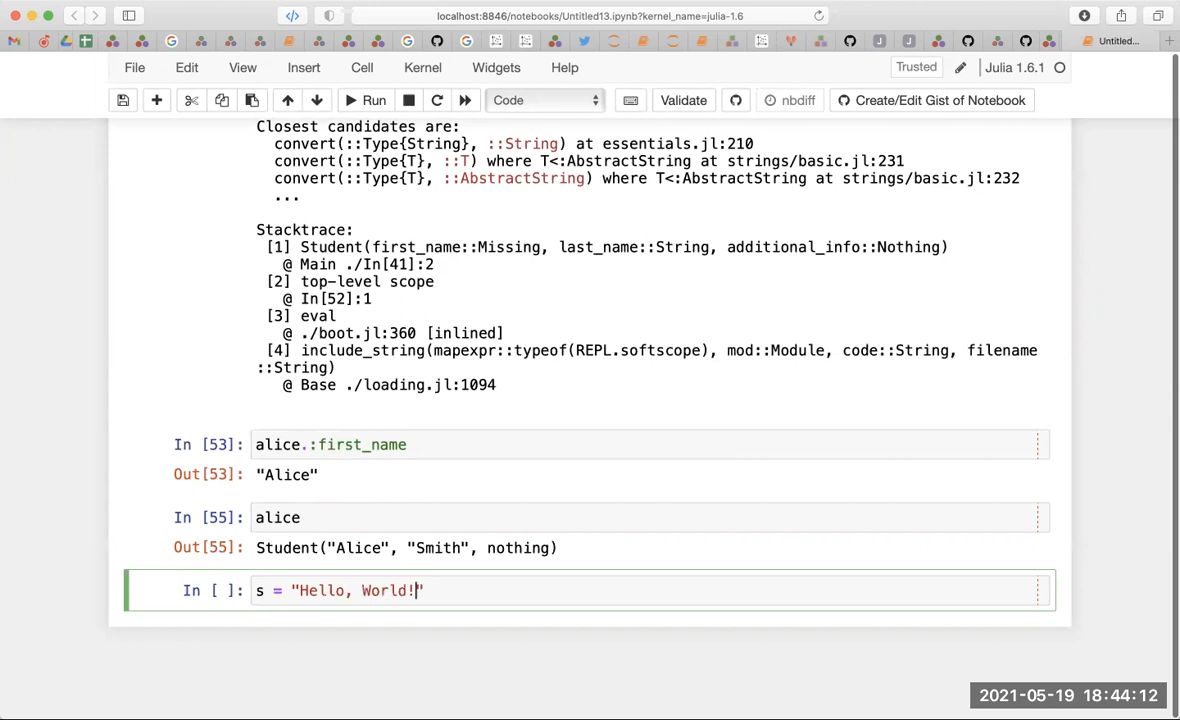 localhost:8846/notebooks/Untitled13.ipynb?kernel_name=julia-1.6
Untitled...
File Edit View Insert Cell Kernel Widgets Help
Trusted
Julia 1.6.1
Run
Code
Validate
nbdiff
Create/Edit Gist of Notebook
Closest candidates are:
convert(::Type{String}, ::String) at essentials.jl:210
convert(::Type{T}, ::T) where T<:AbstractString at strings/basic.jl:231
convert(::Type{T}, ::AbstractString) where T<:AbstractString at strings/basic.jl:232
...
Stacktrace:
[1] Student(first_name::Missing, last_name::String, additional_info::Nothing)
@ Main ./In[41]:2
[2] top-level scope
@ In[52]:1
[3] eval
@ ./boot.jl:360 [inlined]
[4] include_string(mapexpr::typeof(REPL.softscope), mod::Module, code::String, filename
::String)
@ Base ./loading.jl:1094
In [53]: alice.:first_name
Out[53]: "Alice"
In [55]: alice
Out[55]: Student("Alice", "Smith", nothing)
In [ ]: s = "Hello, World!"
2021-05-19 18:44:12